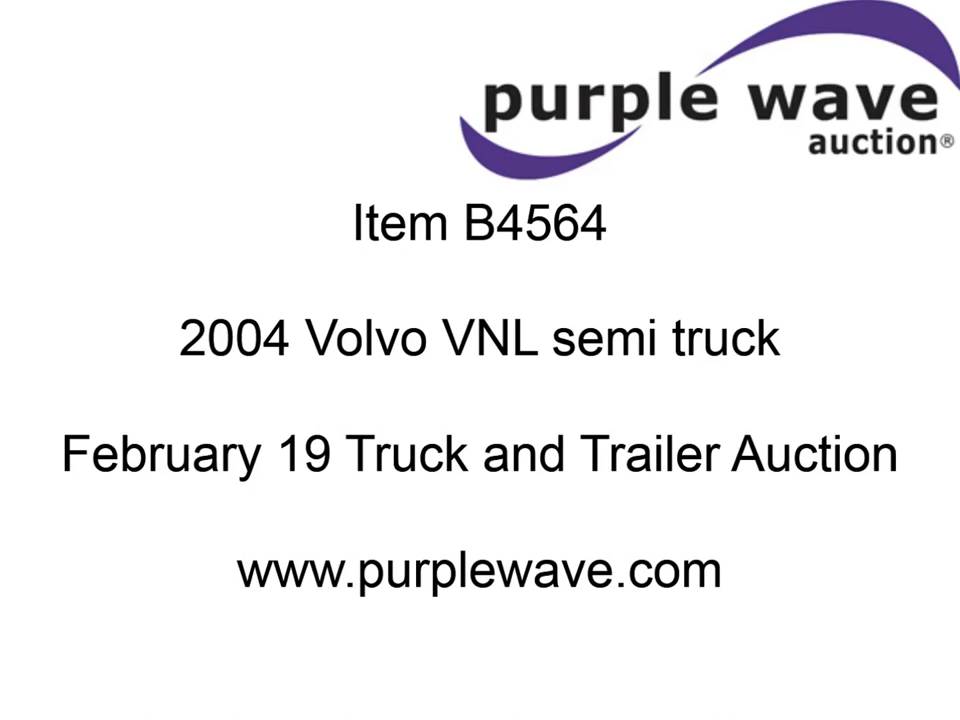 purple wave
auction®
Item B4564
2004 Volvo VNL semi truck
February 19 Truck and Trailer Auction
www.purplewave.com